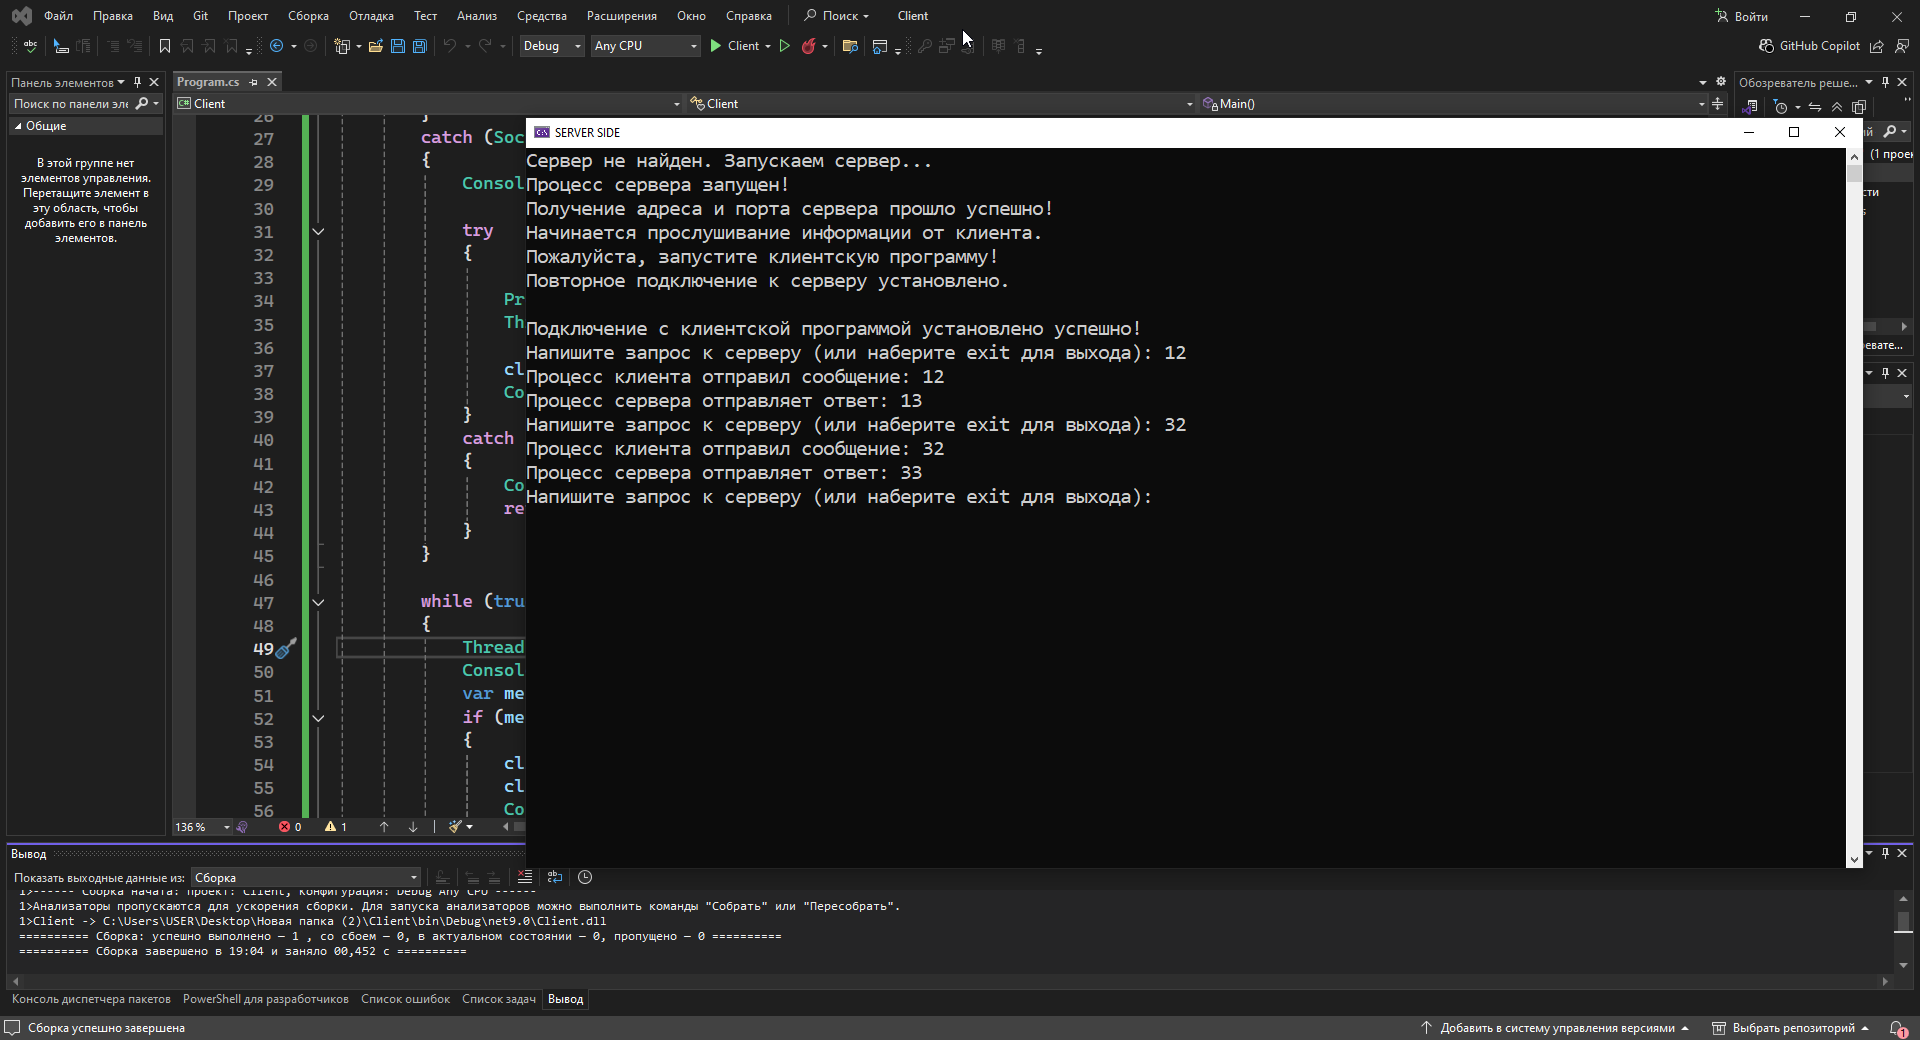 Файл Правка Вид Git Проект Сборка Отладка Тест Анализ Средства Расширения Окно Справка Поиск Client Войти
Debug Any CPU Client GitHub Copilot
Панель элементов
Поиск по панели эле
Общие
В этой группе нет
элементов управления.
Перетащите элемент в
эту область, чтобы
добавить его в панель
элементов.
Program.cs
Client Client Main()
26 }
27 catch (Soc
28 {
29 Consol
30
31 try
32 {
33
34 Pr
35 Th
36
37 cl
38 Co
39 }
40 catch
41 {
42 Co
43 re
44 }
45 }
46
47 while (tru
48 {
49 Thread
50 Consol
51 var me
52 if (me
53 {
54 cl
55 cl
56 Co
136 % 0 1
SERVER SIDE
Сервер не найден. Запускаем сервер...
Процесс сервера запущен!
Получение адреса и порта сервера прошло успешно!
Начинается прослушивание информации от клиента.
Пожалуйста, запустите клиентскую программу!
Повторное подключение к серверу установлено.
Подключение с клиентской программой установлено успешно!
Напишите запрос к серверу (или наберите exit для выхода): 12
Процесс клиента отправил сообщение: 12
Процесс сервера отправляет ответ: 13
Напишите запрос к серверу (или наберите exit для выхода): 32
Процесс клиента отправил сообщение: 32
Процесс сервера отправляет ответ: 33
Напишите запрос к серверу (или наберите exit для выхода):
Обозреватель реше...
(1 проек
Вывод
Показать выходные данные из: Сборка
1>------ Сборка начата: проект: Client, Конфигурация: Debug Any CPU ------
1>Анализаторы пропускаются для ускорения сборки. Для запуска анализаторов можно выполнить команды "Собрать" или "Пересобрать".
1>Client -> C:\Users\USER\Desktop\Новая папка (2)\Client\bin\Debug\net9.0\Client.dll
========== Сборка: успешно выполнено — 1 , со сбоем — 0, в актуальном состоянии — 0, пропущено — 0 ==========
========== Сборка завершено в 19:04 и заняло 00,452 с ==========
Консоль диспетчера пакетов PowerShell для разработчиков Список ошибок Список задач Вывод
Сборка успешно завершена Добавить в систему управления версиями Выбрать репозиторий 1